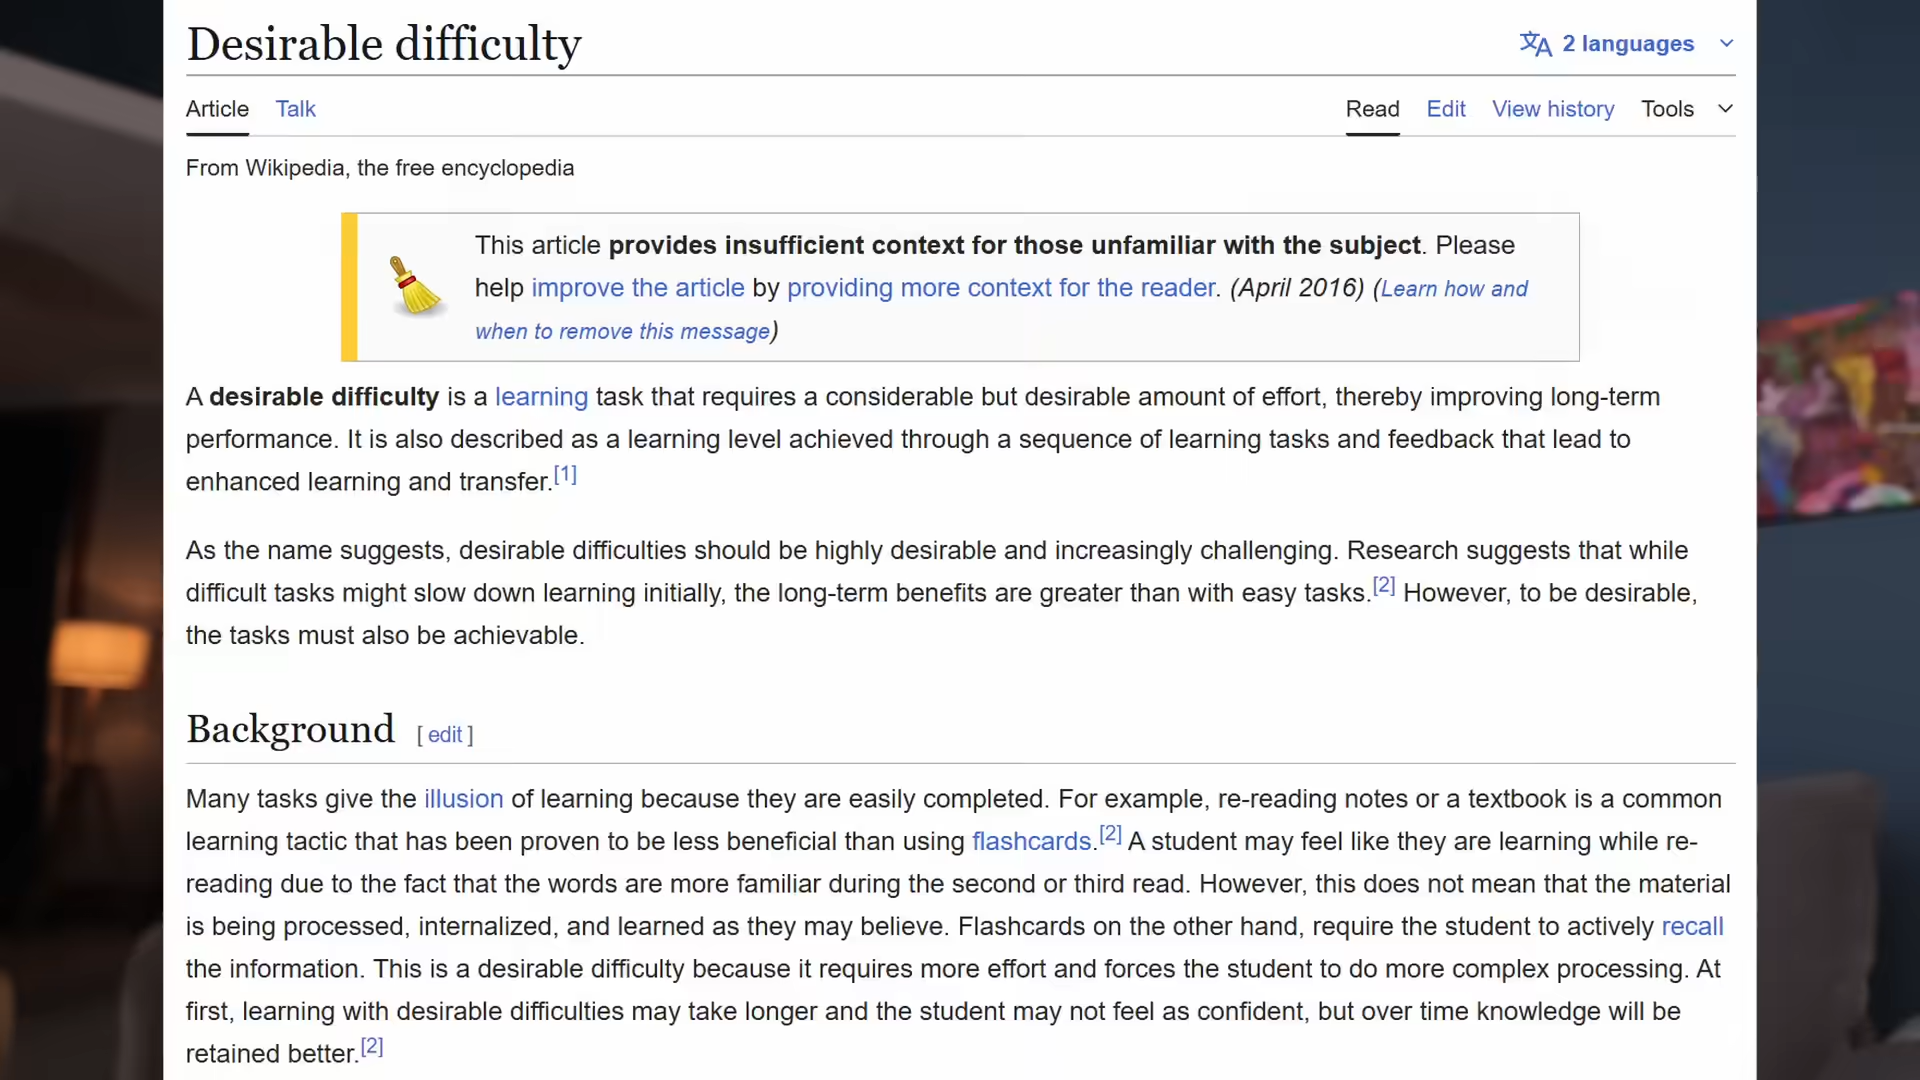 Desirable difficulty
文A 2 languages
Article Talk Read Edit View history Tools
From Wikipedia, the free encyclopedia
This article provides insufficient context for those unfamiliar with the subject. Please
help improve the article by providing more context for the reader. (April 2016) (Learn how and
when to remove this message)
A desirable difficulty is a learning task that requires a considerable but desirable amount of effort, thereby improving long-term
performance. It is also described as a learning level achieved through a sequence of learning tasks and feedback that lead to
enhanced learning and transfer.[1]
As the name suggests, desirable difficulties should be highly desirable and increasingly challenging. Research suggests that while
difficult tasks might slow down learning initially, the long-term benefits are greater than with easy tasks.[2] However, to be desirable,
the tasks must also be achievable.
Background [ edit ]
Many tasks give the illusion of learning because they are easily completed. For example, re-reading notes or a textbook is a common
learning tactic that has been proven to be less beneficial than using flashcards.[2] A student may feel like they are learning while re-
reading due to the fact that the words are more familiar during the second or third read. However, this does not mean that the material
is being processed, internalized, and learned as they may believe. Flashcards on the other hand, require the student to actively recall
the information. This is a desirable difficulty because it requires more effort and forces the student to do more complex processing. At
first, learning with desirable difficulties may take longer and the student may not feel as confident, but over time knowledge will be
retained better.[2]